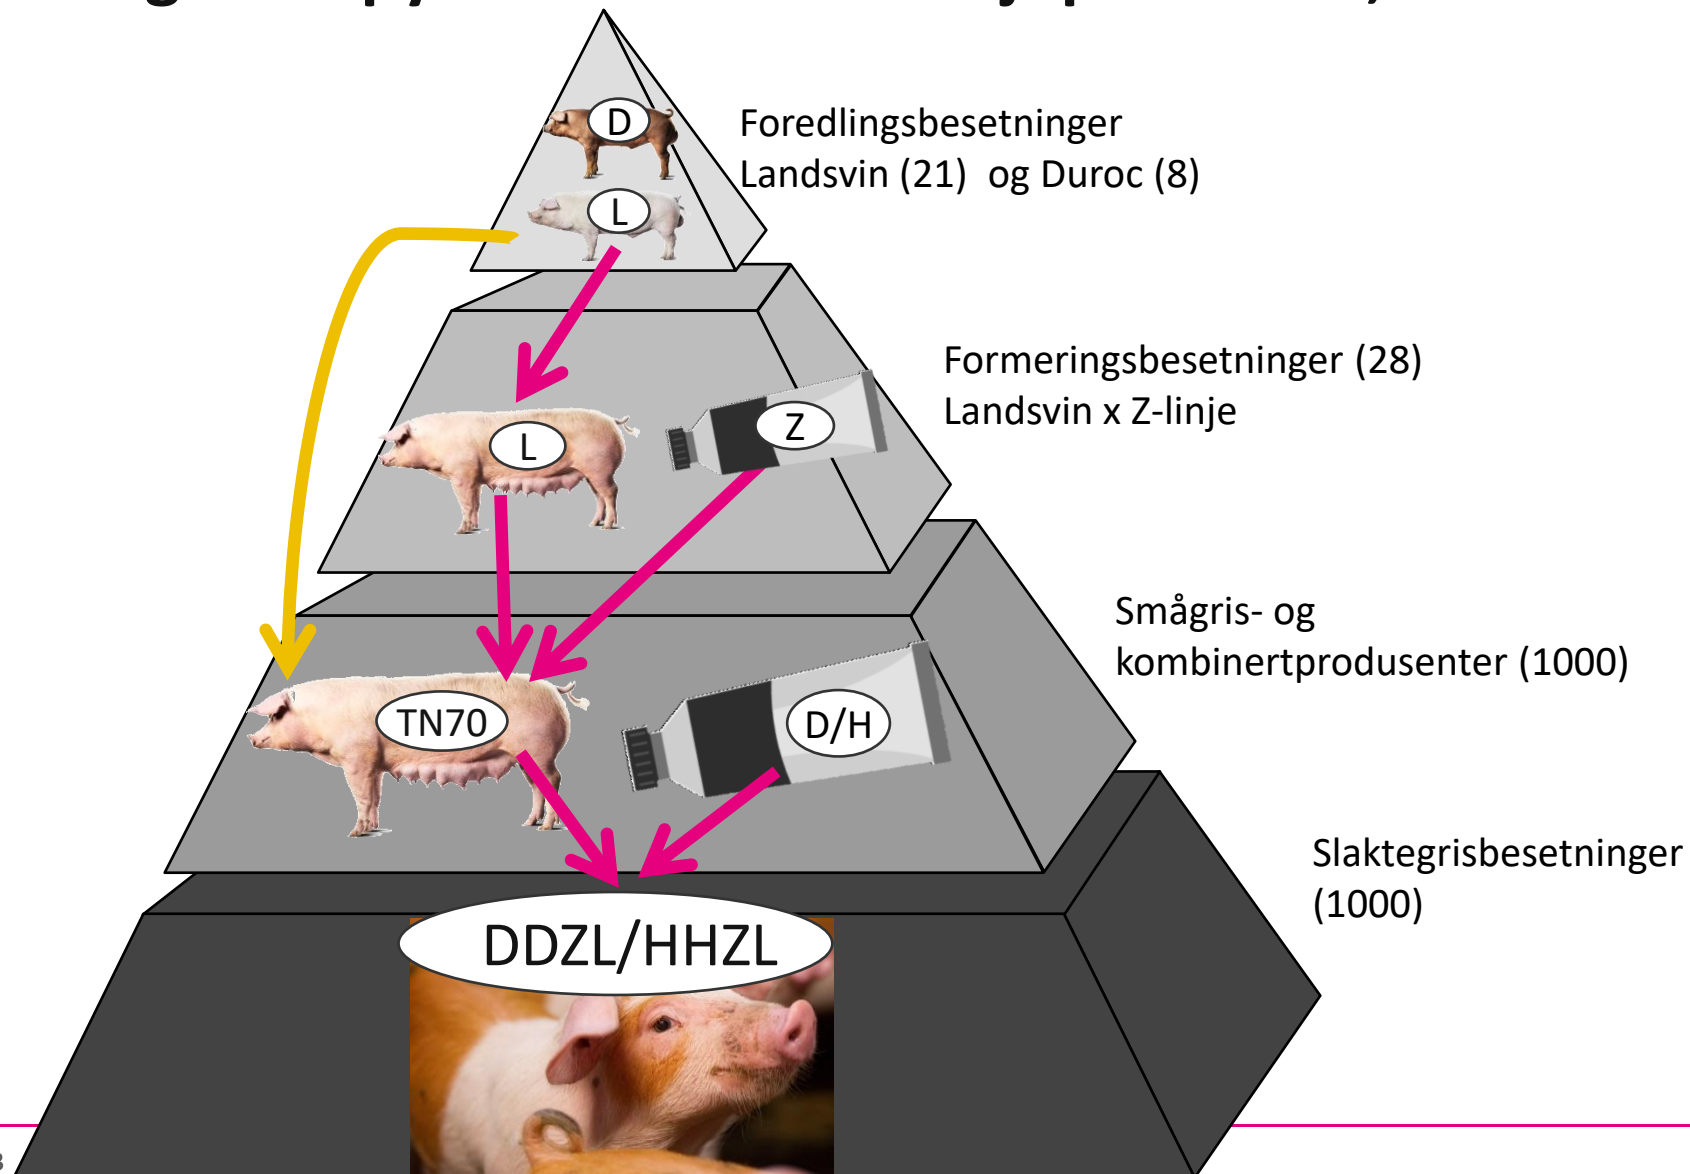 D
Foredlingsbesetninger
Landsvin (21) og Duroc (8)
L
Formeringsbesetninger (28)
Landsvin x Z-linje
Z
L
Smågris- og
kombinertprodusenter (1000)
TN70
D/H
Slaktegrisbesetninger
(1000)
DDZL/HHZL